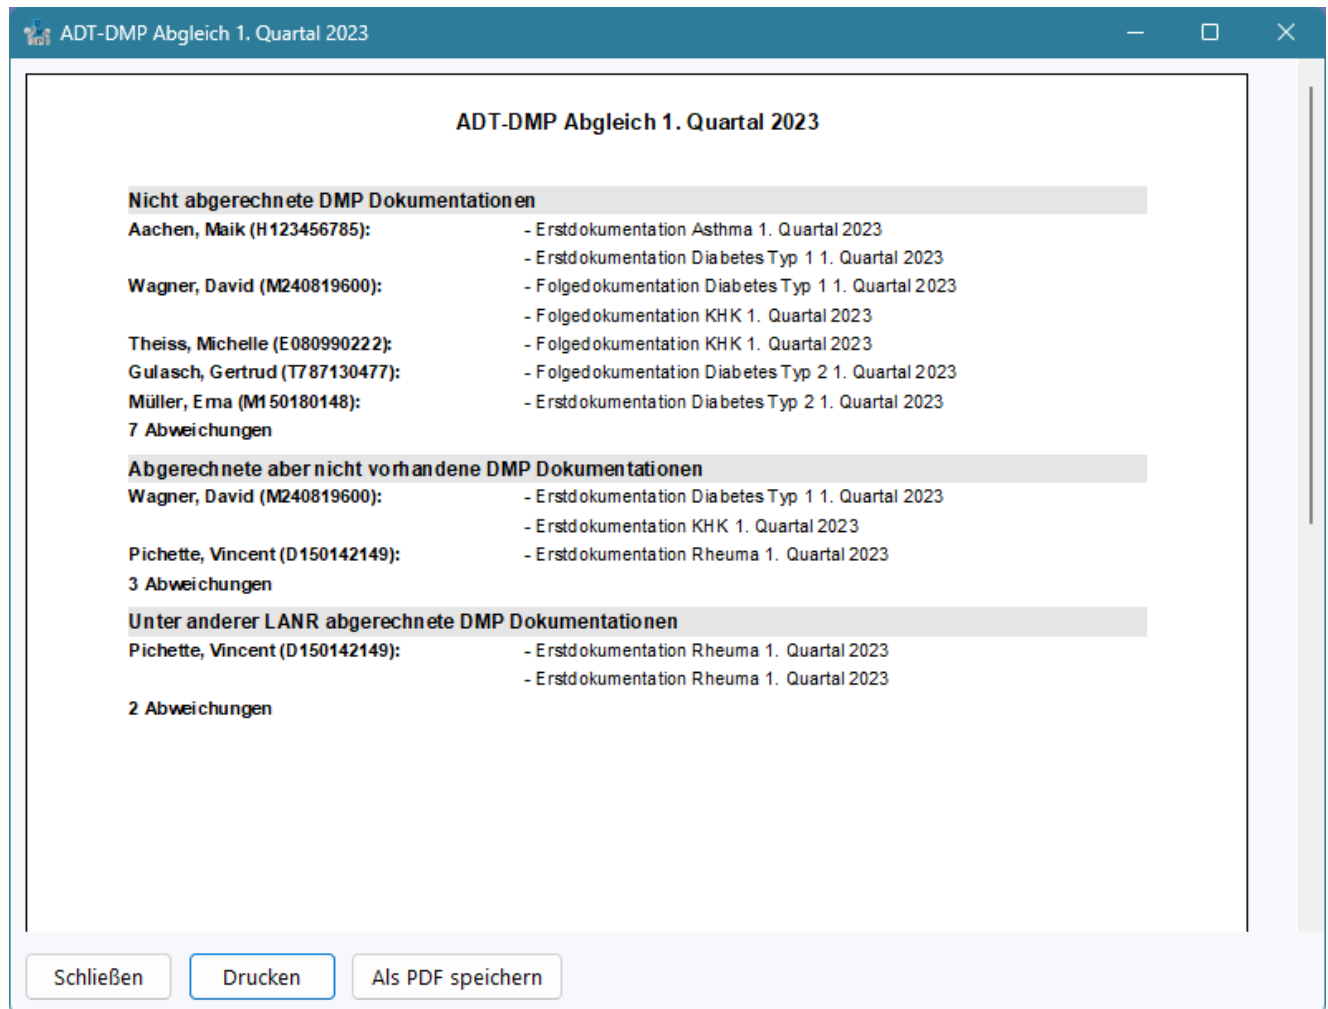 ADT-DMP Abgleich 1. Quartal 2023
ADT-DMP Abgleich 1. Quartal 2023
Nicht abgerechnete DMP Dokumentationen
Aachen, Maik (H123456785): - Erstdokumentation Asthma 1. Quartal 2023
- Erstdokumentation Diabetes Typ 1 1. Quartal 2023
Wagner, David (M240819600): - Folgedokumentation Diabetes Typ 1 1. Quartal 2023
- Folgedokumentation KHK 1. Quartal 2023
Theiss, Michelle (E080990222): - Folgedokumentation KHK 1. Quartal 2023
Gulasch, Gertrud (T787130477): - Folgedokumentation Diabetes Typ 2 1. Quartal 2023
Müller, Erna (M150180148): - Erstdokumentation Diabetes Typ 2 1. Quartal 2023
7 Abweichungen
Abgerechnete aber nicht vorhandene DMP Dokumentationen
Wagner, David (M240819600): - Erstdokumentation Diabetes Typ 1 1. Quartal 2023
- Erstdokumentation KHK 1. Quartal 2023
Pichette, Vincent (D150142149): - Erstdokumentation Rheuma 1. Quartal 2023
3 Abweichungen
Unter anderer LANR abgerechnete DMP Dokumentationen
Pichette, Vincent (D150142149): - Erstdokumentation Rheuma 1. Quartal 2023
- Erstdokumentation Rheuma 1. Quartal 2023
2 Abweichungen
Schließen Drucken Als PDF speichern